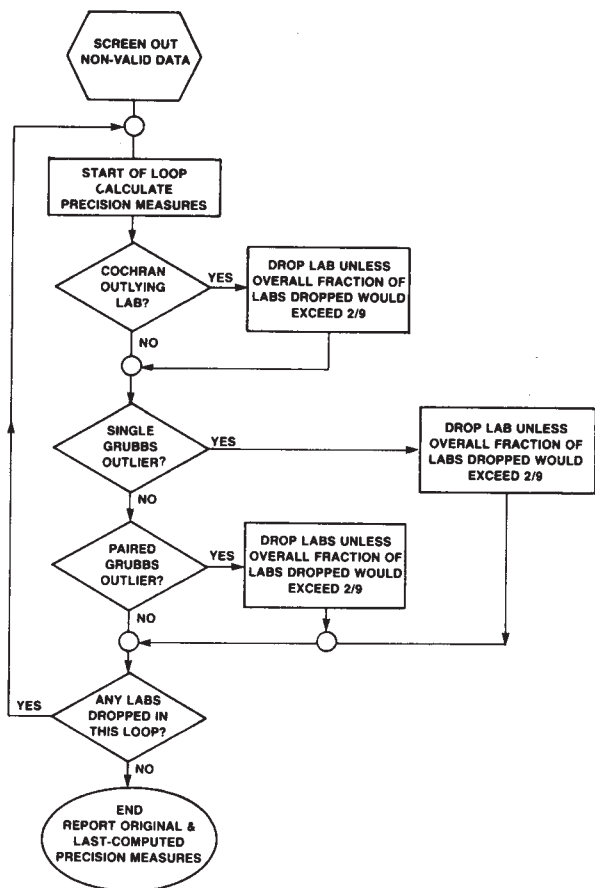 SCREEN OUT
NON-VALID DATA
START OF LOOP
CALCULATE
PRECISION MEASURES
COCHRAN
OUTLYING
LAB?
YES
DROP LAB UNLESS
OVERALL FRACTION OF
LABS DROPPED WOULD
EXCEED 2/9
NO
SINGLE
GRUBBS
OUTLIER?
YES
DROP LAB UNLESS
OVERALL FRACTION OF
LABS DROPPED WOULD
EXCEED 2/9
NO
PAIRED
GRUBBS
OUTLIER?
YES
DROP LABS UNLESS
OVERALL FRACTION OF
LABS DROPPED WOULD
EXCEED 2/9
NO
YES
ANY LABS
DROPPED IN
THIS LOOP?
NO
END
REPORT ORIGINAL &
LAST-COMPUTED
PRECISION MEASURES